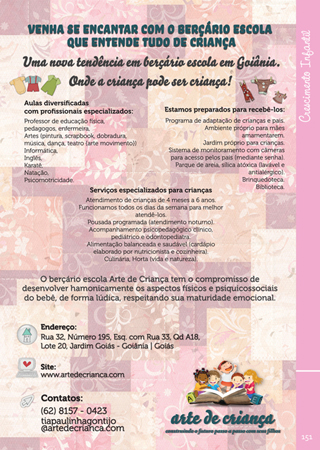 VENHA SE ENCANTAR COM O BERÇÁRIO ESCOLA
QUE ENTENDE TUDO DE CRIANÇA
Uma nova tendência em berçário escola em Goiânia.
Onde a criança pode ser criança!
Crescimento Infantil
Aulas diversificadas
com profissionais especializados:
Professor de educação física,
pedagogos, enfermeira,
Artes (pintura, scrapbook, dobradura,
música, dança, teatro (arte movimento))
Informática,
Inglês,
Karatê,
Natação,
Psicomotricidade.
Estamos preparados para recebê-los:
Programa de adaptação de crianças e pais.
Ambiente próprio para mães
amamentarem.
Jardim próprio para crianças.
Sistema de monitoramento com câmeras
para acesso pelos pais (mediante senha).
Parque de areia, sílica atóxica (lavável e
antialérgico).
Brinquedoteca.
Biblioteca.
Serviços especializados para crianças
Atendimento de crianças de 4 meses a 6 anos.
Funcionamos todos os dias da semana para melhor
atendê-los.
Pousada programada (atendimento noturno).
Acompanhamento psicopedagógico clínico,
pediátrico e odontopediatra.
Alimentação balanceada e saudável (cardápio
elaborado por nutricionista e cozinheira).
Culinária, Horta (vida e natureza).
O berçário escola Arte de Criança tem o compromisso de
desenvolver harmonicamente os aspectos físicos e psiquicossociais
do bebê, de forma lúdica, respeitando sua maturidade emocional.
Endereço:
Rua 32, Número 195, Esq. com Rua 33, Qd A18,
Lote 20, Jardim Goiás - Goiânia | Goiás
Site:
www.artedecrianca.com
Contatos:
(62) 8157 - 0423
tiapaulinhagontijo
@artedecrianca.com
arte de criança
construindo o futuro passo a passo com seus filhos
151